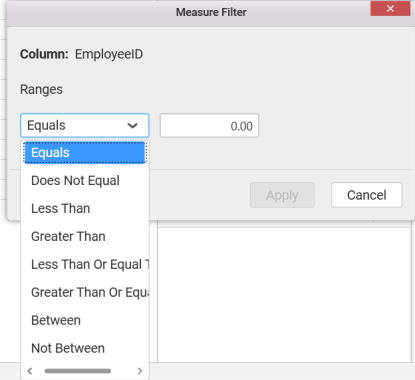 Measure Filter
Column: EmployeeID
Ranges
Equals
0.00
Equals
Does Not Equal
Less Than
Greater Than
Less Than Or Equal T
Greater Than Or Equa
Between
Not Between
Apply
Cancel